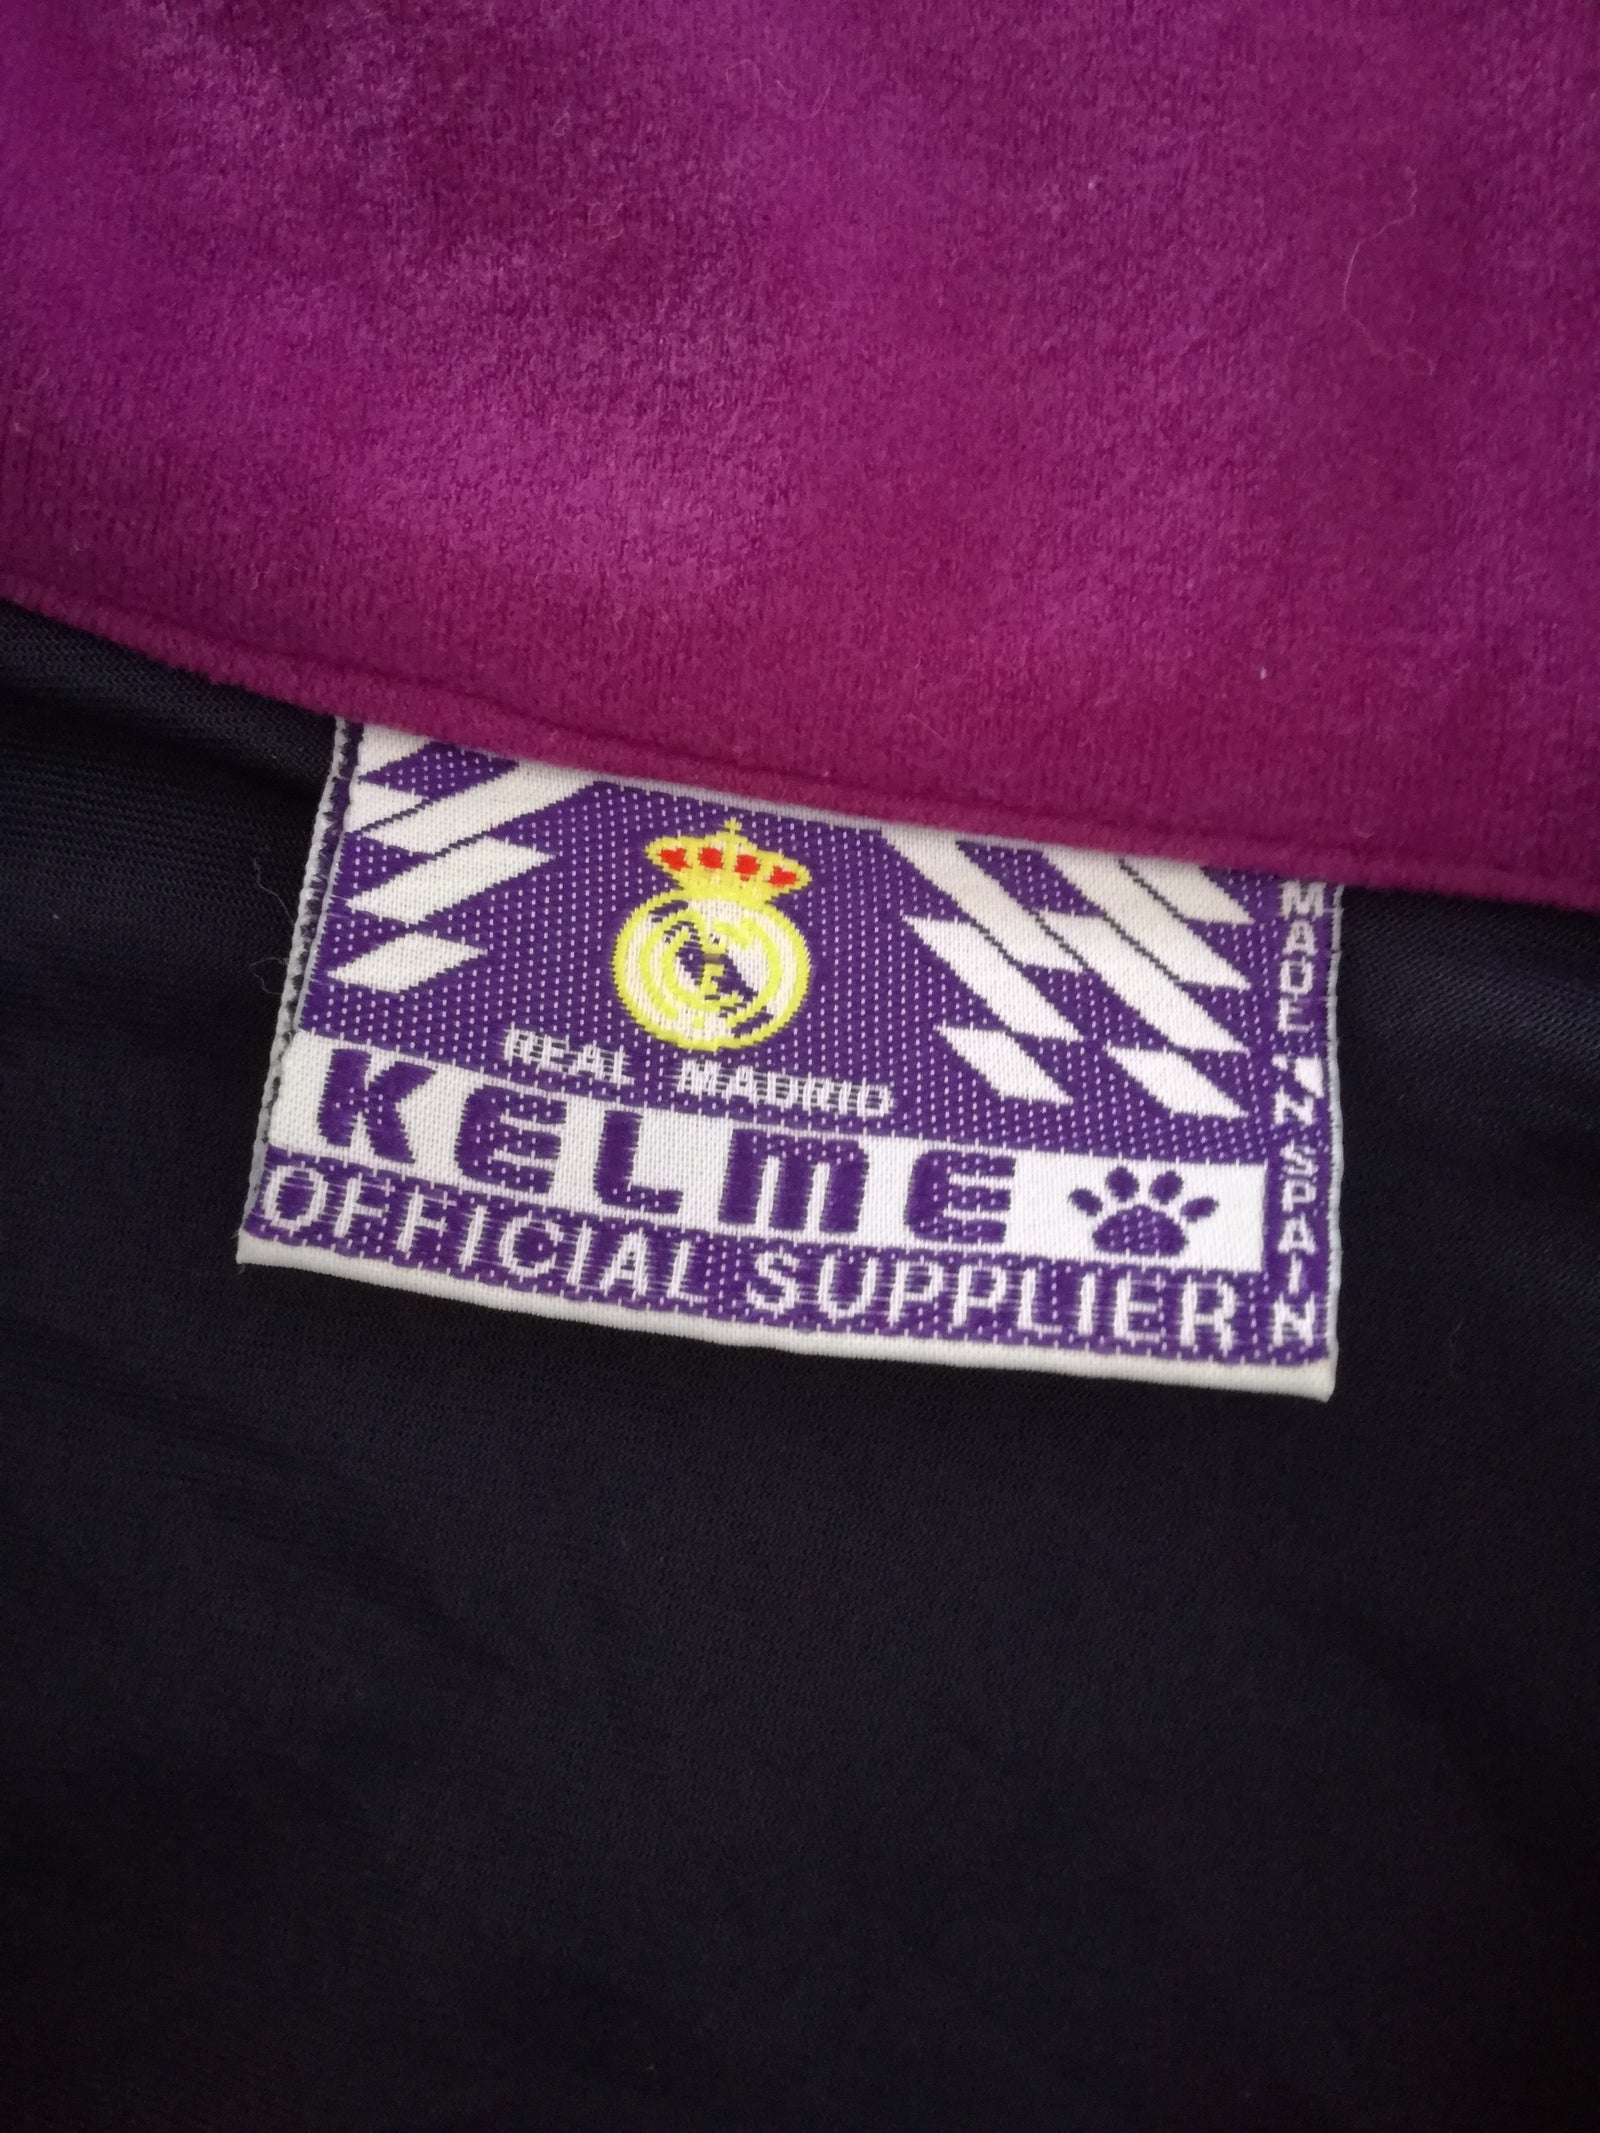 REAL MADRID
KELME
OFFICIAL SUPPLIER
MADE IN SPAIN